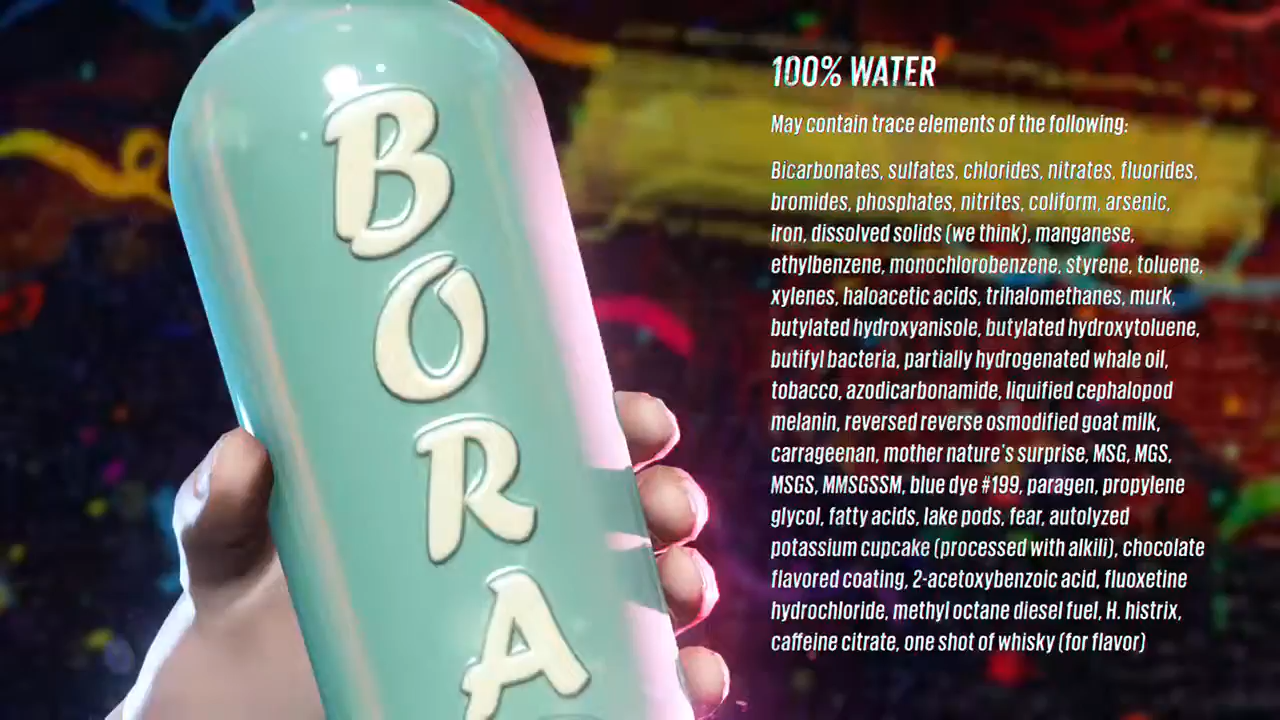 BORA
100% WATER
May contain trace elements of the following:
Bicarbonates, sulfates, chlorides, nitrates, fluorides,
bromides, phosphates, nitrites, coliform, arsenic,
iron, dissolved solids (we think), manganese,
ethylbenzene, monochlorobenzene, styrene, toluene,
xylenes, haloacetic acids, trihalomethanes, murk,
butylated hydroxyanisole, butylated hydroxytoluene,
butifyl bacteria, partially hydrogenated whale oil,
tobacco, azodicarbonamide, liquified cephalopod
melanin, reversed reverse osmodified goat milk,
carrageenan, mother nature's surprise, MSG, MGS,
MSGS, MMSGSSM, blue dye #199, paragen, propylene
glycol, fatty acids, lake pods, fear, autolyzed
potassium cupcake (processed with alkili), chocolate
flavored coating, 2-acetoxybenzoic acid, fluoxetine
hydrochloride, methyl octane diesel fuel, H. histrix,
caffeine citrate, one shot of whisky (for flavor)